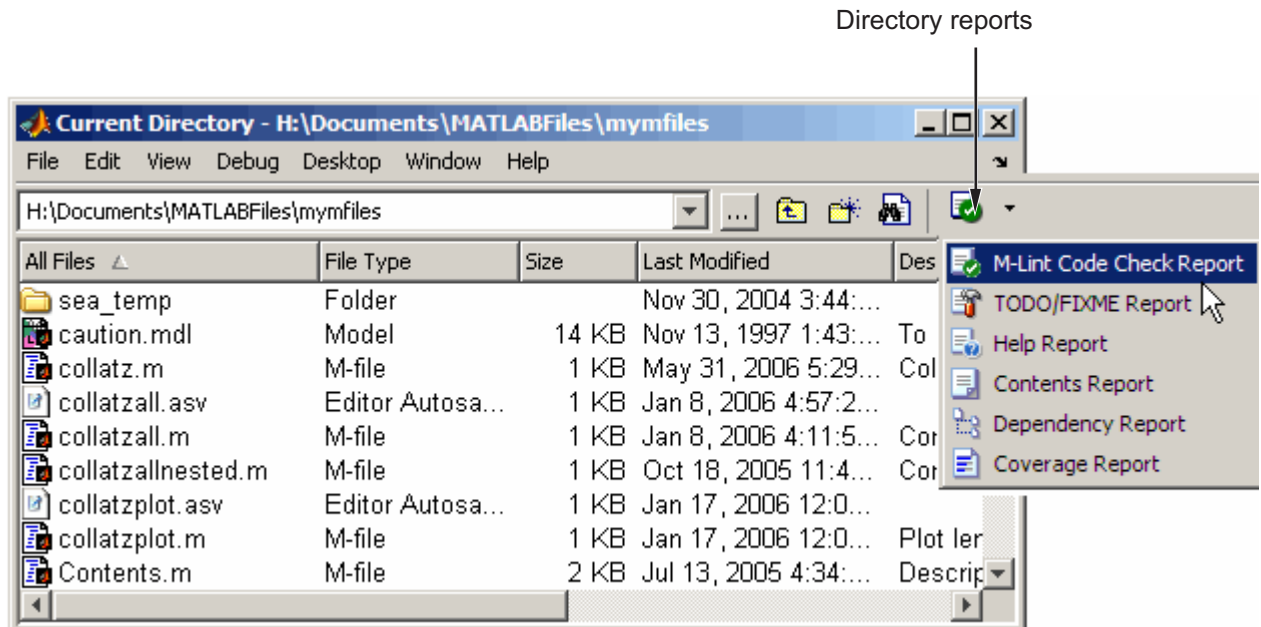 Directory reports
Current Directory - H:\Documents\MATLABFiles\mymfiles
File Edit View Debug Desktop Window Help
H:\Documents\MATLABFiles\mymfiles ...
All Files File Type Size Last Modified Des
sea_temp Folder Nov 30, 2004 3:44:...
caution.mdl Model 14 KB Nov 13, 1997 1:43:... To
collatz.m M-file 1 KB May 31, 2006 5:29... Col
collatzall.asv Editor Autosa... 1 KB Jan 8, 2006 4:57:2...
collatzall.m M-file 1 KB Jan 8, 2006 4:11:5... Cor
collatzallnested.m M-file 1 KB Oct 18, 2005 11:4... Cor
collatzplot.asv Editor Autosa... 1 KB Jan 17, 2006 12:0...
collatzplot.m M-file 1 KB Jan 17, 2006 12:0... Plot ler
Contents.m M-file 2 KB Jul 13, 2005 4:34:... Descrip
M-Lint Code Check Report
TODO/FIXME Report
Help Report
Contents Report
Dependency Report
Coverage Report